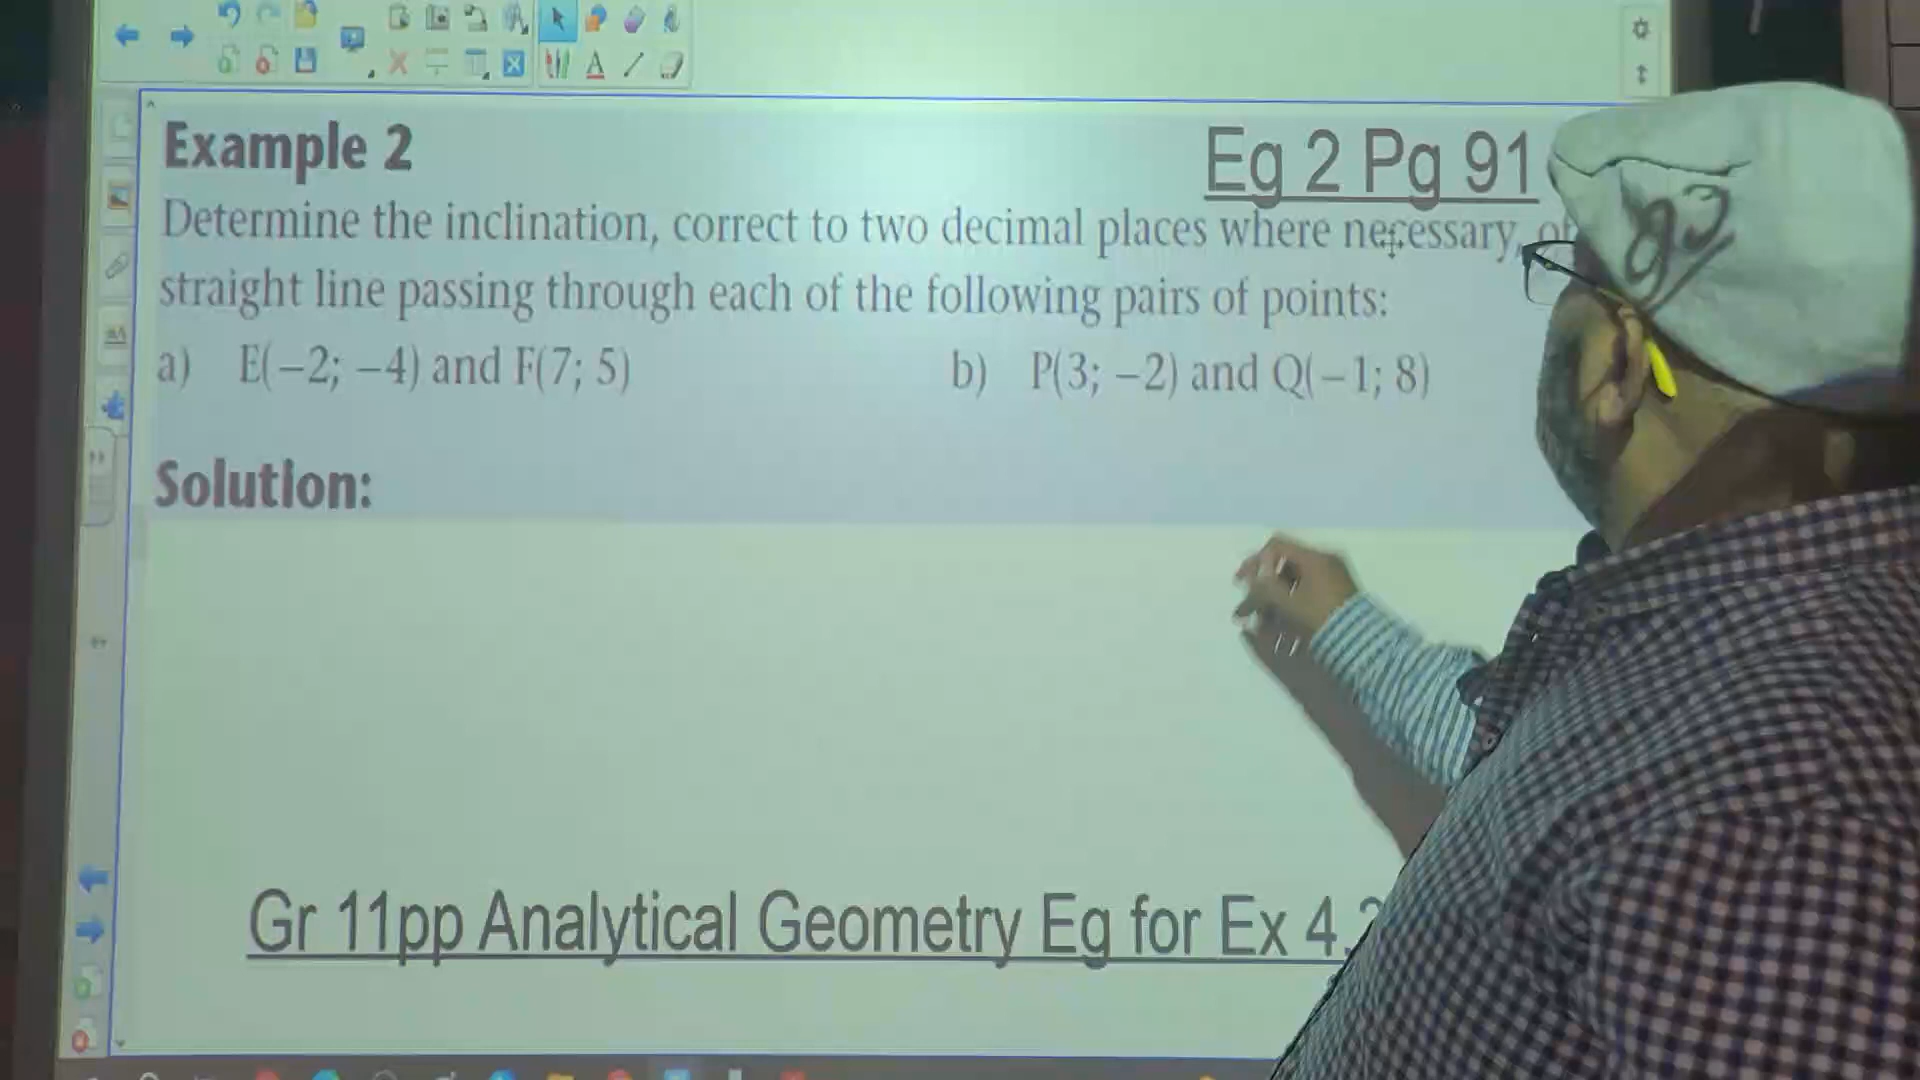 Example 2
Eg 2 Pg 91
Determine the inclination, correct to two decimal places where necessary,
straight line passing through each of the following pairs of points:
a) E(−2; −4) and F(7; 5)
b) P(3; −2) and Q(−1; 8)
Solution:
Gr 11pp Analytical Geometry Eg for Ex 4.